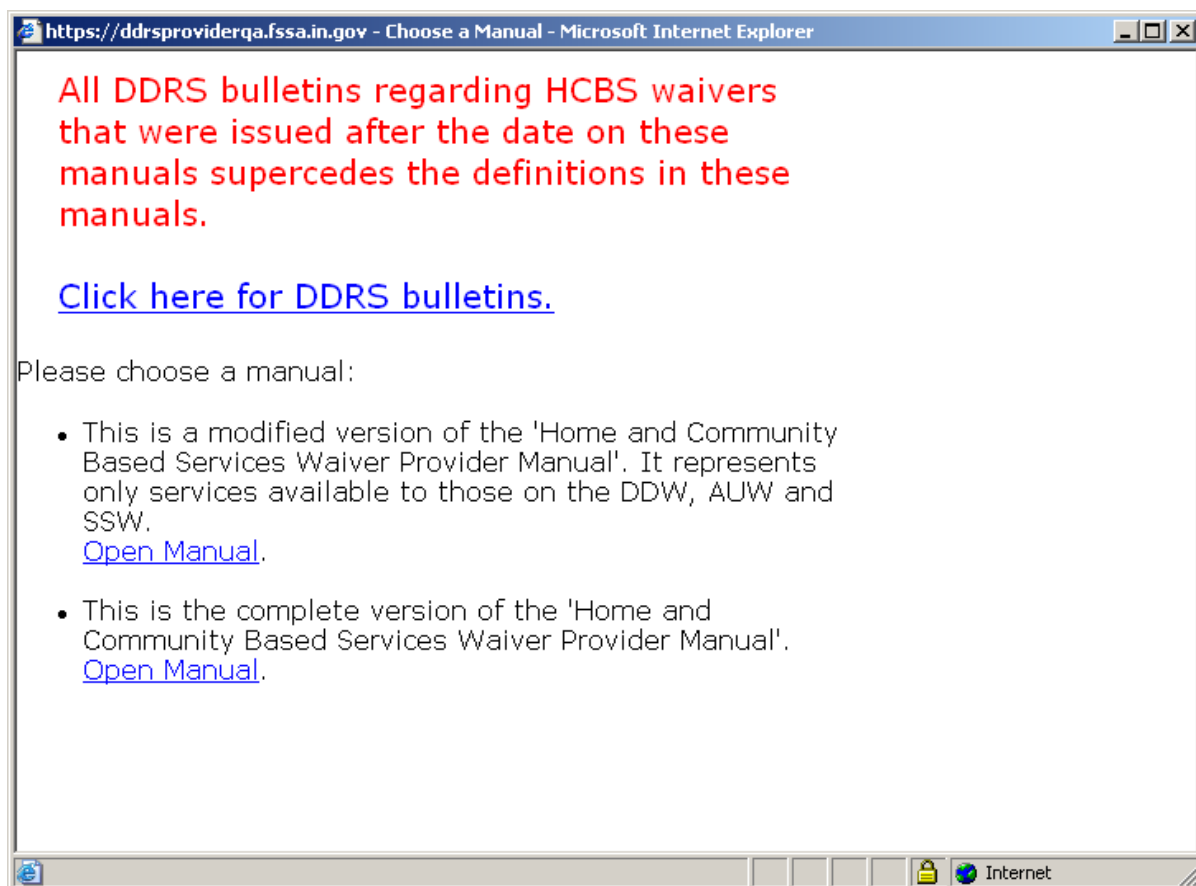 https://ddrsproviderqa.fssa.in.gov - Choose a Manual - Microsoft Internet Explorer
All DDRS bulletins regarding HCBS waivers
that were issued after the date on these
manuals supercedes the definitions in these
manuals.
Click here for DDRS bulletins.
Please choose a manual:
• This is a modified version of the 'Home and Community
Based Services Waiver Provider Manual'. It represents
only services available to those on the DDW, AUW and
SSW.
Open Manual.
• This is the complete version of the 'Home and
Community Based Services Waiver Provider Manual'.
Open Manual.
Internet